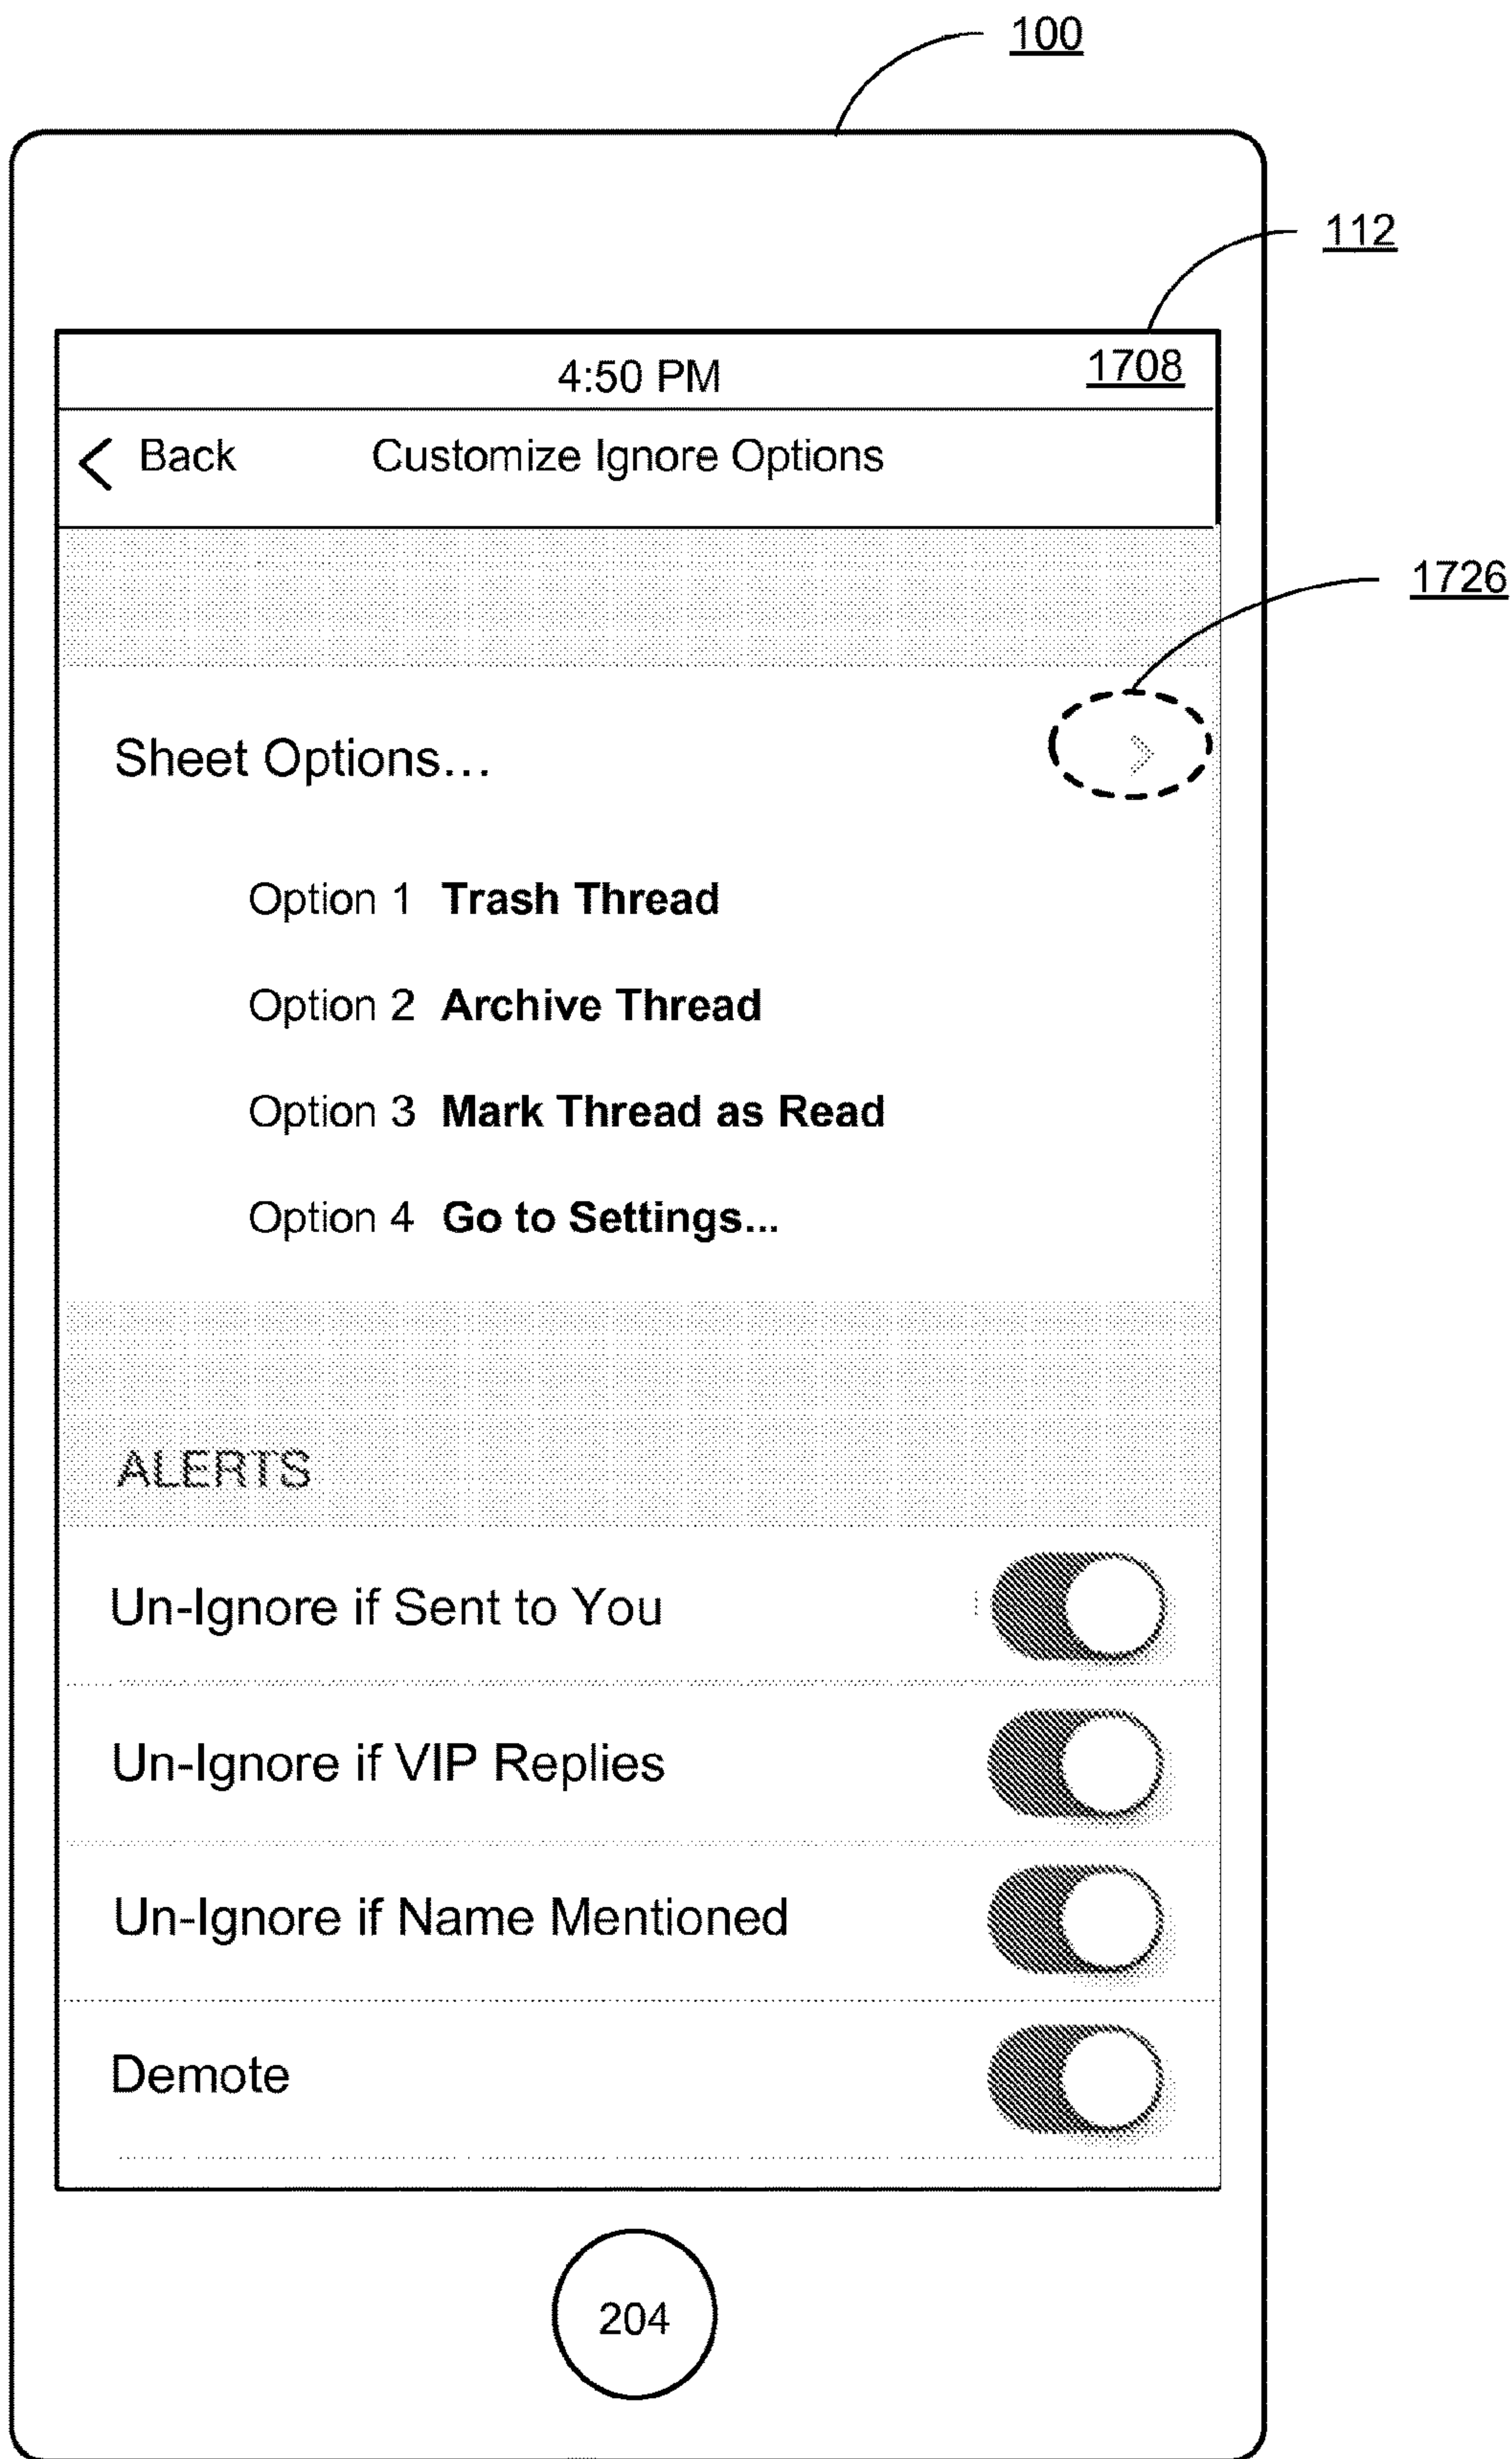 100
112
4:50 PM 1708
Back Customize Ignore Options
1726
Sheet Options...
Option 1 Trash Thread
Option 2 Archive Thread
Option 3 Mark Thread as Read
Option 4 Go to Settings...
ALERTS
Un-Ignore if Sent to You
Un-Ignore if VIP Replies
Un-Ignore if Name Mentioned
Demote
204